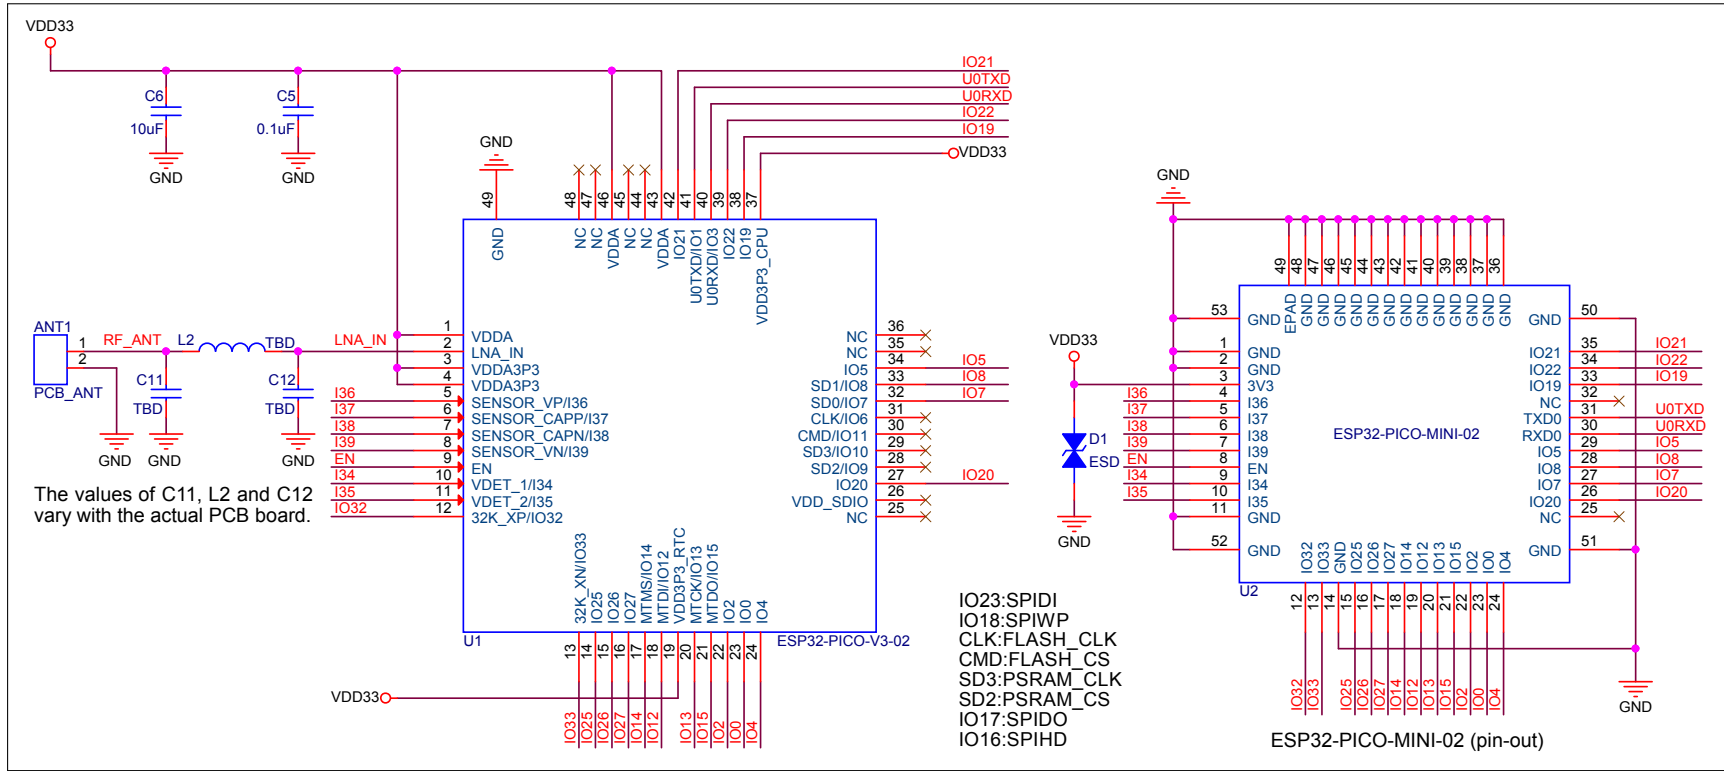 VDD33
C6
10uF
GND
C5
0.1uF
GND
GND
49
GND
48
47
46
45
44
43
42
41
40
39
38
37
NC
NC
VDDA
NC
NC
VDDA
IO21
U0TXD/IO1
U0RXD/IO3
IO22
IO19
VDD3P3_CPU
IO21
U0TXD
U0RXD
IO22
IO19
VDD33
ANT1
1
2
PCB_ANT
RF_ANT
L2
TBD
LNA_IN
C11
TBD
C12
TBD
GND
GND
GND
The values of C11, L2 and C12
vary with the actual PCB board.
I36
I37
I38
I39
EN
I34
I35
IO32
1 VDDA
2 LNA_IN
3 VDDA3P3
4 VDDA3P3
5 SENSOR_VP/I36
6 SENSOR_CAPP/I37
7 SENSOR_CAPN/I38
8 SENSOR_VN/I39
9 EN
10 VDET_1/I34
11 VDET_2/I35
12 32K_XP/IO32
NC 36
NC 35
IO5 34 IO5
SD1/IO8 33 IO8
SD0/IO7 32 IO7
CLK/IO6 31
CMD/IO11 30
SD3/IO10 29
SD2/IO9 28
IO20 27 IO20
VDD_SDIO 26
NC 25
32K_XN/IO33
IO25
IO26
IO27
MTMS/IO14
MTDI/IO12
VDD3P3_RTC
MTCK/IO13
MTDO/IO15
IO2
IO0
IO4
U1
ESP32-PICO-V3-02
13
14
15
16
17
18
19
20
21
22
23
24
VDD33
IO33
IO25
IO26
IO27
IO14
IO12
IO13
IO15
IO2
IO0
IO4
IO23:SPIDI
IO18:SPIWP
CLK:FLASH_CLK
CMD:FLASH_CS
SD3:PSRAM_CLK
SD2:PSRAM_CS
IO17:SPIDO
IO16:SPIHD
GND
49
48
47
46
45
44
43
42
41
40
39
38
37
36
EPAD
GND
GND
GND
GND
GND
GND
GND
GND
GND
GND
GND
GND
GND
VDD33
D1
ESD
GND
53 GND
1 GND
2 GND
3 3V3
I36 4 I36
I37 5 I37
I38 6 I38
I39 7 I39
EN 8 EN
I34 9 I34
I35 10 I35
11 GND
52 GND
ESP32-PICO-MINI-02
GND 50
IO21 35 IO21
IO22 34 IO22
IO19 33 IO19
NC 32
TXD0 31 U0TXD
RXD0 30 U0RXD
IO5 29 IO5
IO8 28 IO8
IO7 27 IO7
IO20 26 IO20
NC 25
GND 51
IO32
IO33
GND
IO25
IO26
IO27
IO14
IO12
IO13
IO15
IO2
IO0
IO4
U2
12
13
14
15
16
17
18
19
20
21
22
23
24
IO32
IO33
IO25
IO26
IO27
IO14
IO12
IO13
IO15
IO2
IO0
IO4
GND
ESP32-PICO-MINI-02 (pin-out)